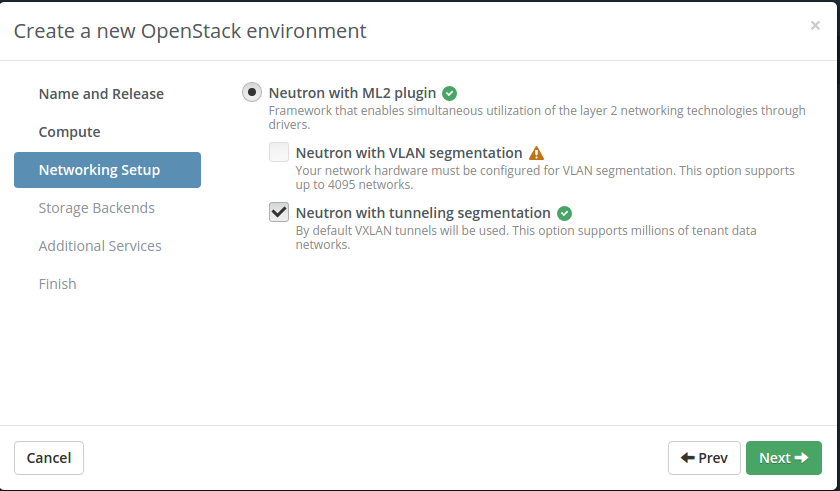 Create a new OpenStack environment
×
Name and Release
Compute
Networking Setup
Storage Backends
Additional Services
Finish
Neutron with ML2 plugin
Framework that enables simultaneous utilization of the layer 2 networking technologies through
drivers.
Neutron with VLAN segmentation
Your network hardware must be configured for VLAN segmentation. This option supports
up to 4095 networks.
Neutron with tunneling segmentation
By default VXLAN tunnels will be used. This option supports millions of tenant data
networks.
Cancel
Prev
Next